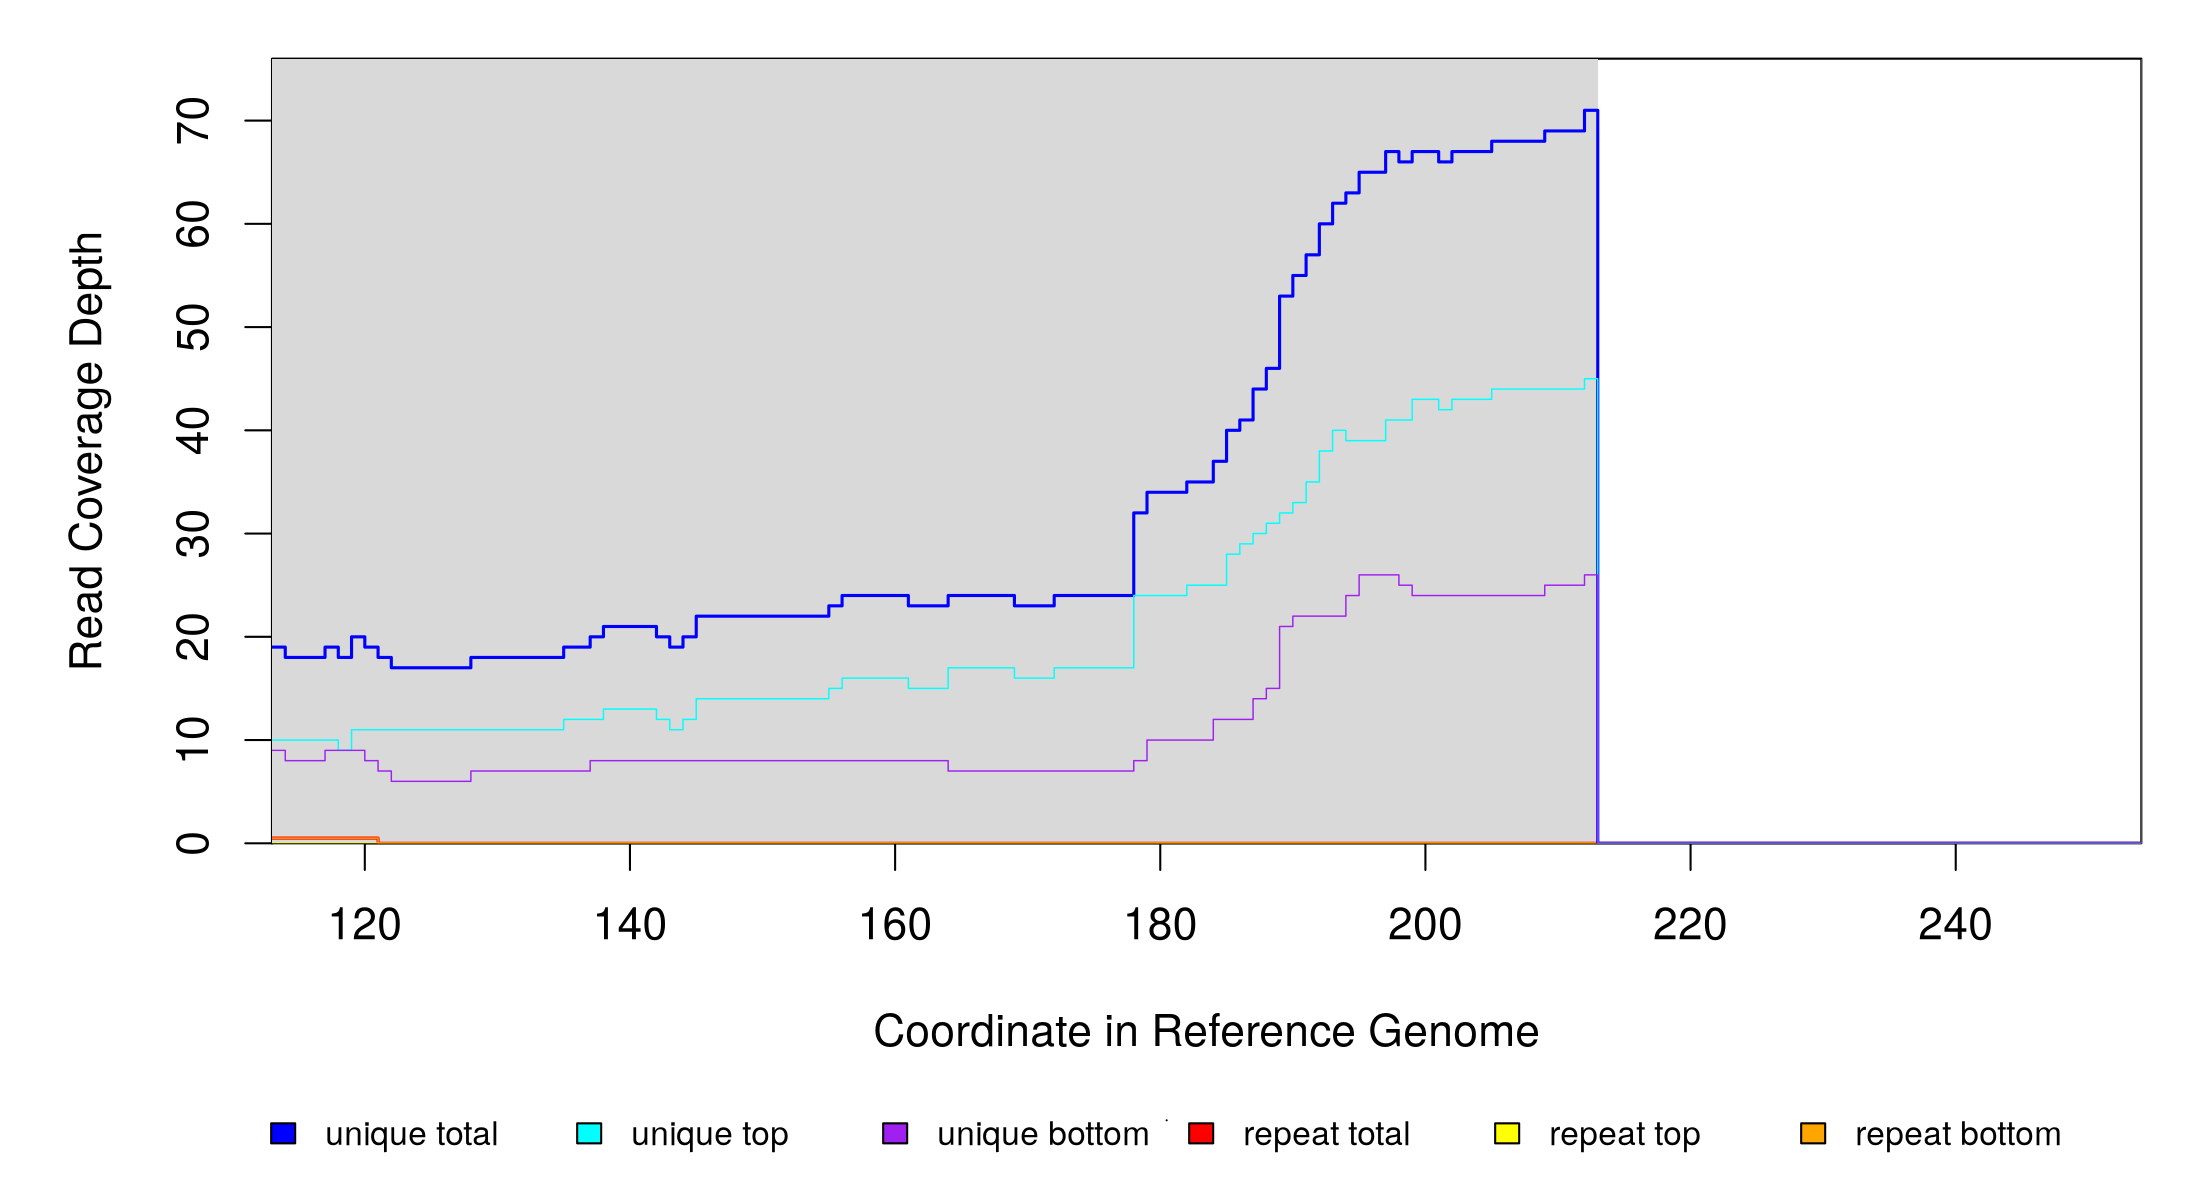 Read Coverage Depth
70
60
50
40
30
20
10
0
120 140 160 180 200 220 240
Coordinate in Reference Genome
unique total unique top unique bottom repeat total repeat top repeat bottom